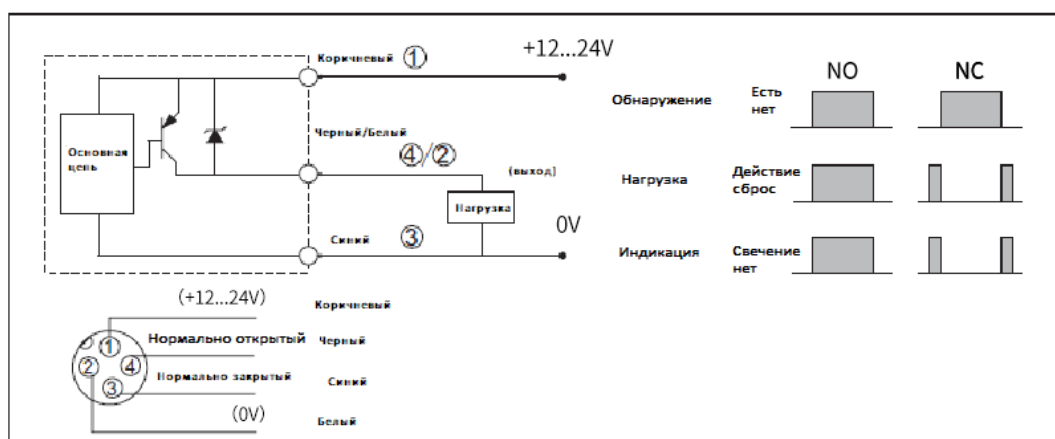 Коричневый ①
+12...24V
NO
NC
Обнаружение
Есть
нет
Основная
цепь
Черный/Белый
④/②
(выход)
Нагрузка
Нагрузка
Действие
сброс
Синий ③
0V
Индикация
Свечение
нет
(+12...24V)
Коричневый
Нормально открытый
Черный
① ② ④ ③
Нормально закрытый
Синий
(0V)
Белый